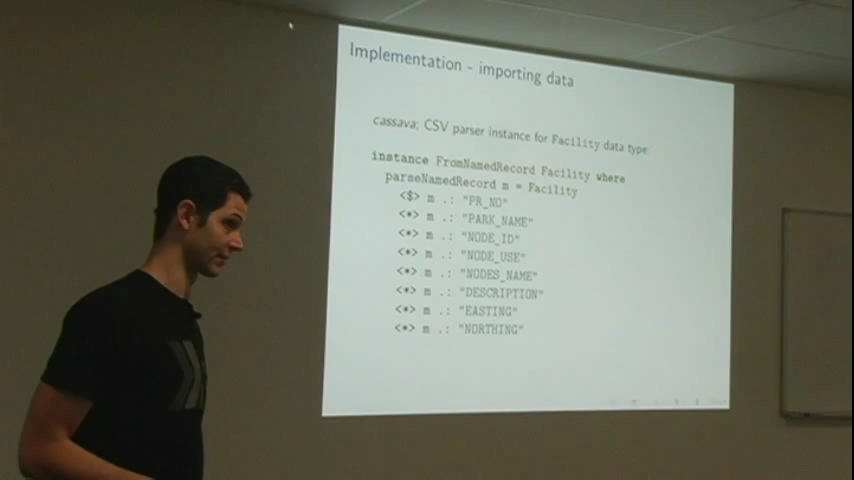 Implementation - importing data
cassava; CSV parser instance for Facility data type:
instance FromNamedRecord Facility where
parseNamedRecord m = Facility
<$> m .: "PR_NO"
<*> m .: "PARK_NAME"
<*> m .: "NODE_ID"
<*> m .: "NODE_USE"
<*> m .: "NODES_NAME"
<*> m .: "DESCRIPTION"
<*> m .: "EASTING"
<*> m .: "NORTHING"